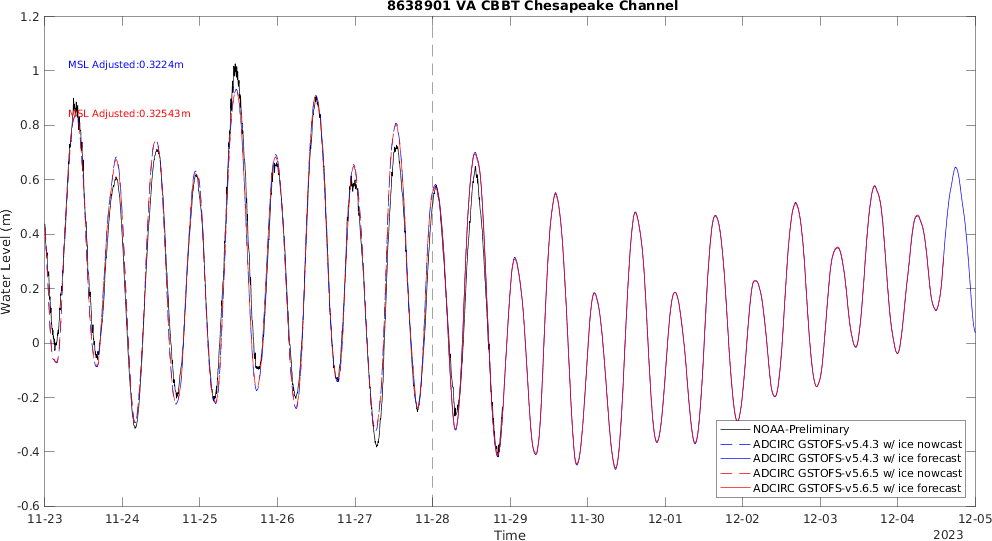 8638901 VA CBBT Chesapeake Channel
1.2
1
0.8
0.6
0.4
0.2
0
-0.2
-0.4
-0.6
Water Level (m)
MSL Adjusted:0.3224m
MSL Adjusted:0.32543m
NOAA-Preliminary
ADCIRC GSTOFS-v5.4.3 w/ ice nowcast
ADCIRC GSTOFS-v5.4.3 w/ ice forecast
ADCIRC GSTOFS-v5.6.5 w/ ice nowcast
ADCIRC GSTOFS-v5.6.5 w/ ice forecast
11-23 11-24 11-25 11-26 11-27 11-28 11-29 11-30 12-01 12-02 12-03 12-04 12-05
Time
2023